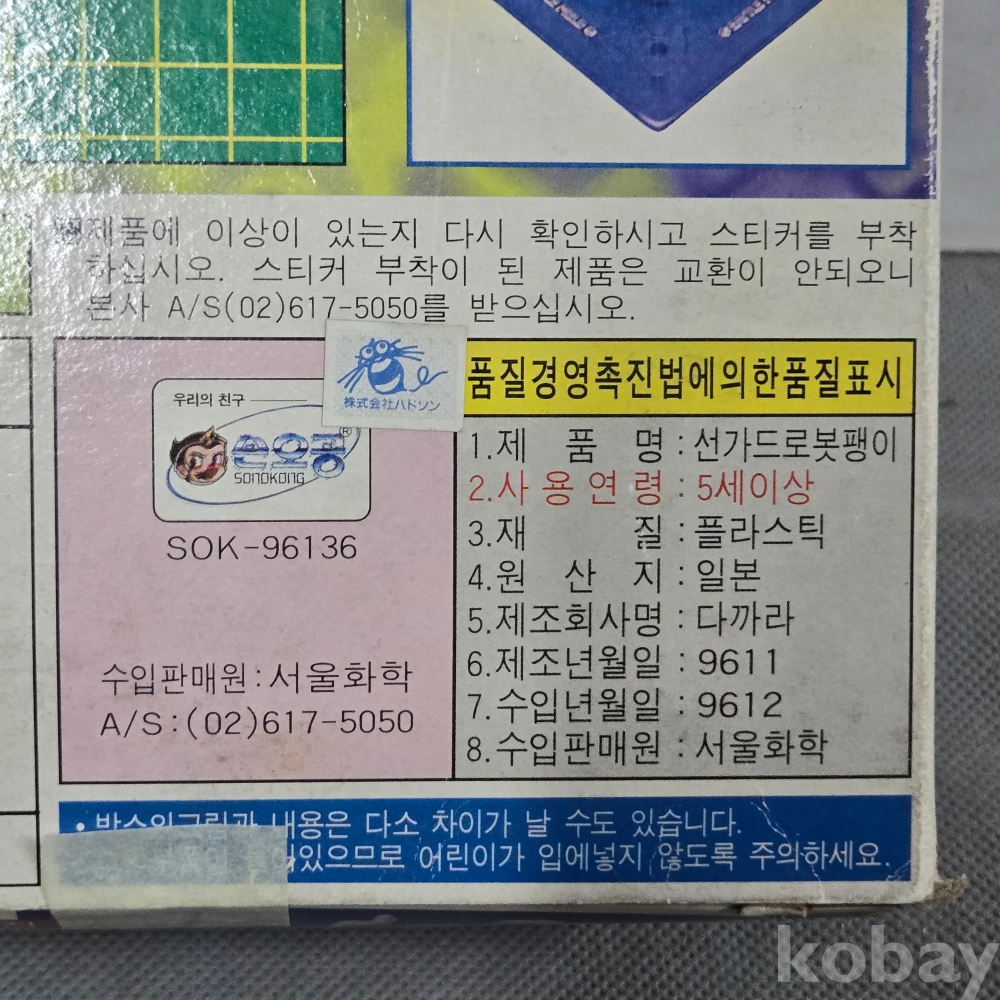 제품에 이상이 있는지 다시 확인하시고 스티커를 부착
하십시오. 스티커 부착이 된 제품은 교환이 안되오니
본사 A/S(02)617-5050를 받으십시오.
株式会社ハドソン
품질경영촉진법에의한품질표시
우리의 친구
손오공®
SONOKONG
SOK-96136
수입판매원:서울화학
A/S:(02)617-5050
1.제 품 명:선가드로봇팽이
2.사용연령:5세이상
3.재 질:플라스틱
4.원 산 지:일본
5.제조회사명:다까라
6.제조년월일:9611
7.수입년월일:9612
8.수입판매원:서울화학
• 박스의그림과 내용은 다소 차이가 날 수도 있습니다.
있으므로 어린이가 입에넣지 않도록 주의하세요.
kobay